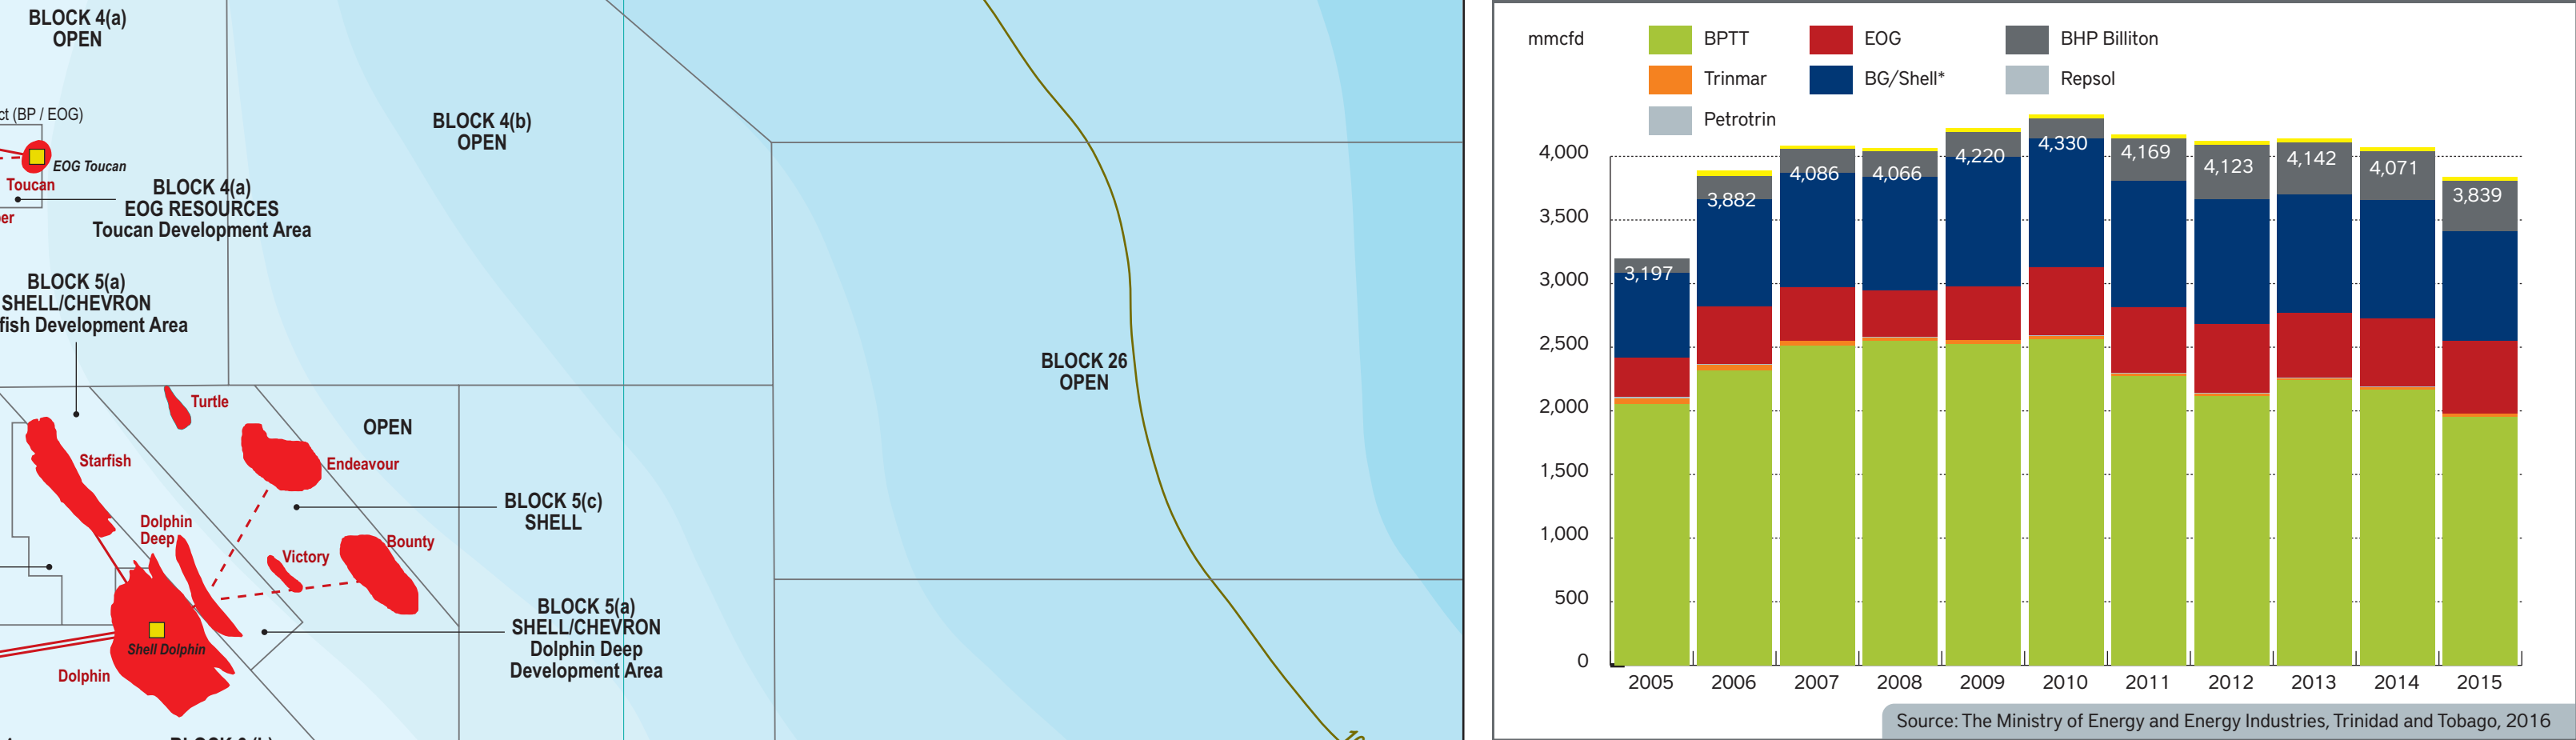 BLOCK 4(a)
OPEN
BLOCK 4(b)
OPEN
ct (BP / EOG)
EOG Toucan
Toucan
er
BLOCK 4(a)
EOG RESOURCES
Toucan Development Area
BLOCK 5(a)
SHELL/CHEVRON
fish Development Area
BLOCK 26
OPEN
Turtle
OPEN
Starfish
Endeavour
BLOCK 5(c)
SHELL
Dolphin
Deep
Victory
Bounty
BLOCK 5(a)
SHELL/CHEVRON
Dolphin Deep
Development Area
Shell Dolphin
Dolphin
mmcfd
BPTT
EOG
BHP Billiton
Trinmar
BG/Shell*
Repsol
Petrotrin
4,000
3,500
3,000
2,500
2,000
1,500
1,000
500
0
3,197
3,882
4,086
4,066
4,220
4,330
4,169
4,123
4,142
4,071
3,839
2005 2006 2007 2008 2009 2010 2011 2012 2013 2014 2015
Source: The Ministry of Energy and Energy Industries, Trinidad and Tobago, 2016